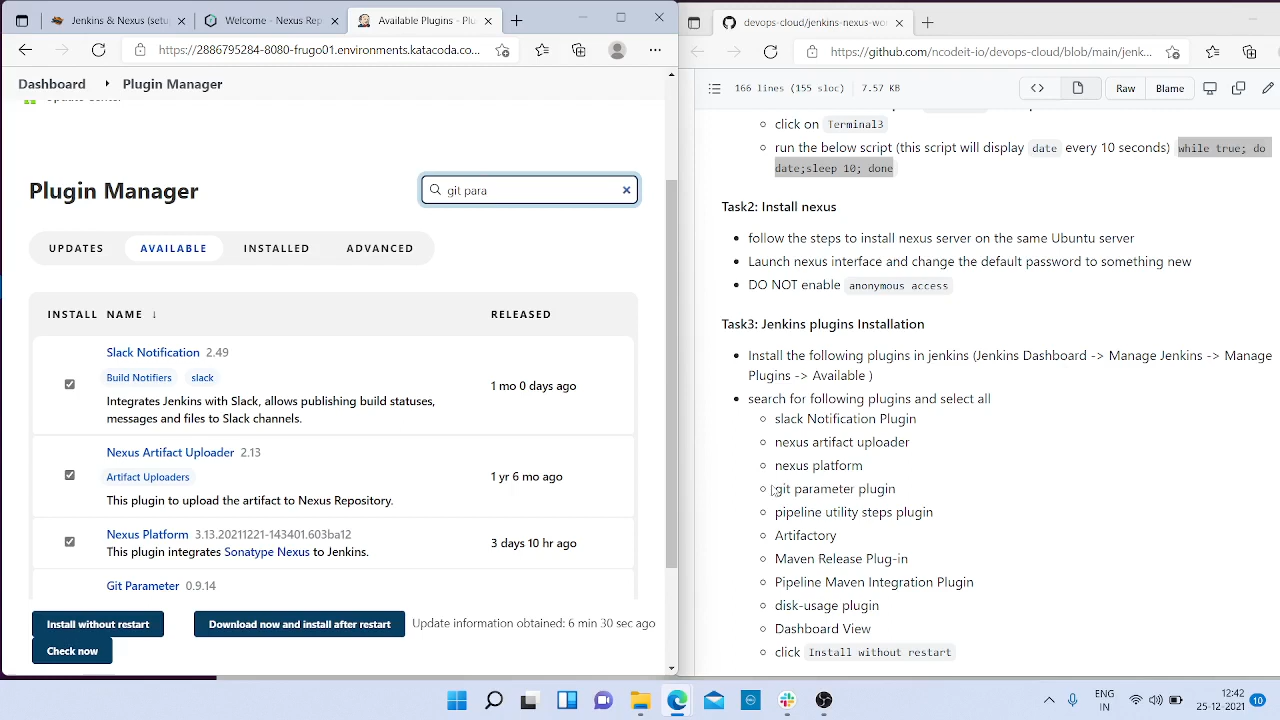 Jenkins & Nexus Setu
Welcome - Nexus Rep
Available Plugins - Plu
https://2886795284-8080-frugo01.environments.katacoda.co...
Dashboard
Plugin Manager
Plugin Manager
git para
UPDATES
AVAILABLE
INSTALLED
ADVANCED
INSTALL NAME ↓ RELEASED
Slack Notification 2.49
Build Notifiers slack
1 mo 0 days ago
Integrates Jenkins with Slack, allows publishing build statuses,
messages and files to Slack channels.
Nexus Artifact Uploader 2.13
Artifact Uploaders
1 yr 6 mo ago
This plugin to upload the artifact to Nexus Repository.
Nexus Platform 3.13.20211221-143401.603ba12
3 days 10 hr ago
This plugin integrates Sonatype Nexus to Jenkins.
Git Parameter 0.9.14
Install without restart
Download now and install after restart
Update information obtained: 6 min 30 sec ago
Check now
devops-cloud/jenkins-nexus-wo
https://github.com/ncodeit-io/devops-cloud/blob/main/jenk...
166 lines (155 sloc) 7.57 KB
Raw
Blame
click on Terminal3
run the below script (this script will display date every 10 seconds) while true; do
date;sleep 10; done
Task2: Install nexus
follow the steps to install nexus server on the same Ubuntu server
Launch nexus interface and change the default password to something new
DO NOT enable anonymous access
Task3: Jenkins plugins Installation
Install the following plugins in jenkins (Jenkins Dashboard -> Manage Jenkins -> Manage
Plugins -> Available )
search for following plugins and select all
slack Notification Plugin
nexus artifact uploader
nexus platform
git parameter plugin
pipeline utility steps plugin
Artifactory
Maven Release Plug-in
Pipeline Maven Integration Plugin
disk-usage plugin
Dashboard View
click Install without restart
ENG
IN
12:42
25-12-2021
10